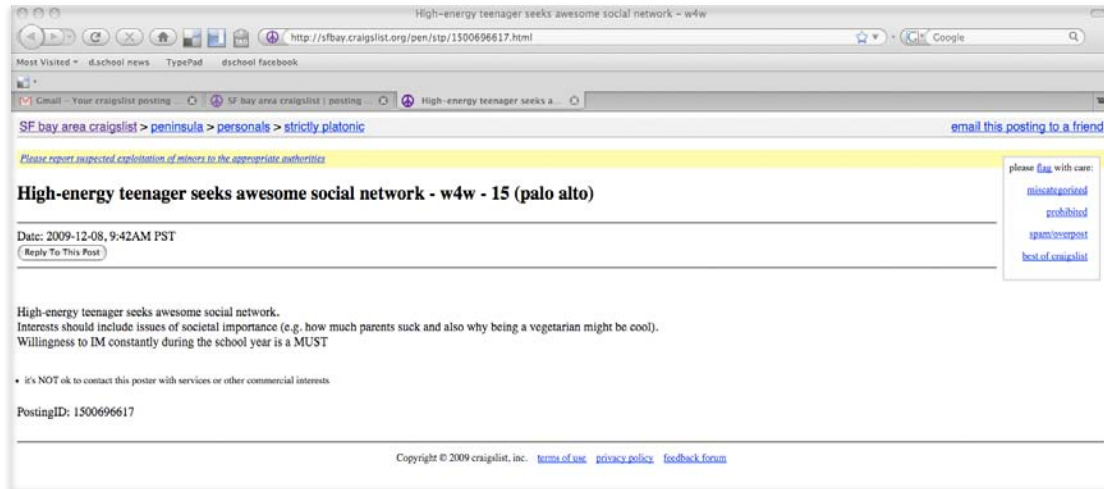 High-energy teenager seeks awesome social network - w4w
http://sfbay.craigslist.org/pen/stp/1500696617.html
Google
Most Visited
d.school news
TypePad
dschool facebook
Gmail - Your craigslist posting ...
SF bay area craigslist | posting ...
High-energy teenager seeks a...
SF bay area craigslist > peninsula > personals > strictly platonic
email this posting to a friend
Please report suspected exploitation of minors to the appropriate authorities
please flag with care:
miscategorized
prohibited
spam/overpost
best of craigslist
High-energy teenager seeks awesome social network - w4w - 15 (palo alto)
Date: 2009-12-08, 9:42AM PST
Reply To This Post
High-energy teenager seeks awesome social network.
Interests should include issues of societal importance (e.g. how much parents suck and also why being a vegetarian might be cool).
Willingness to IM constantly during the school year is a MUST
• it's NOT ok to contact this poster with services or other commercial interests
PostingID: 1500696617
Copyright © 2009 craigslist, inc. terms of use privacy policy feedback forum